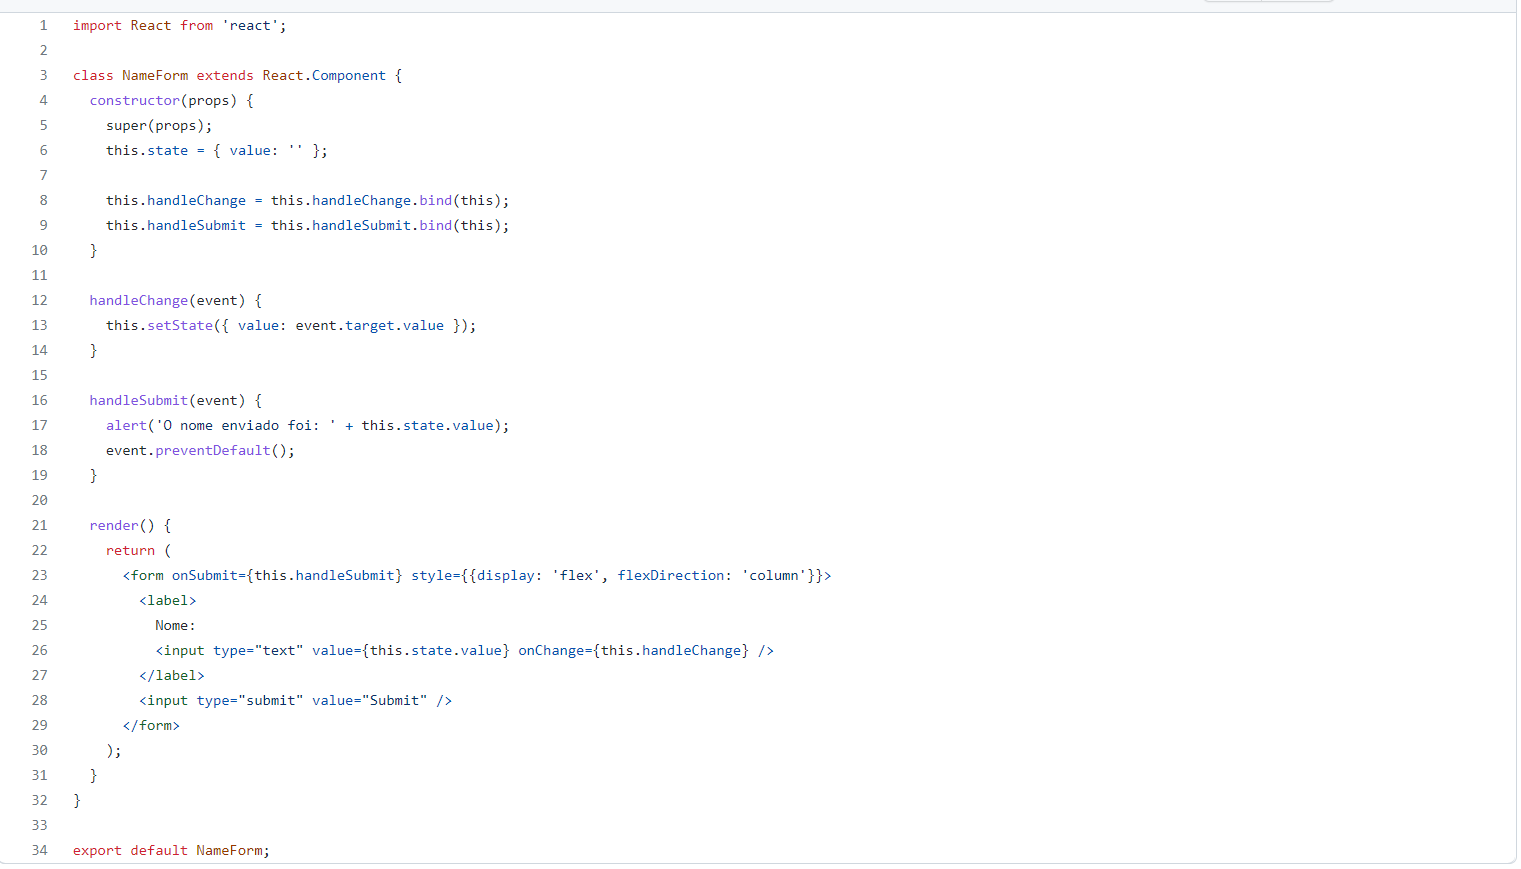 1 import React from 'react';
2
3 class NameForm extends React.Component {
4   constructor(props) {
5     super(props);
6     this.state = { value: '' };
7
8     this.handleChange = this.handleChange.bind(this);
9     this.handleSubmit = this.handleSubmit.bind(this);
10   }
11
12   handleChange(event) {
13     this.setState({ value: event.target.value });
14   }
15
16   handleSubmit(event) {
17     alert('O nome enviado foi: ' + this.state.value);
18     event.preventDefault();
19   }
20
21   render() {
22     return (
23       <form onSubmit={this.handleSubmit} style={{display: 'flex', flexDirection: 'column'}}>
24         <label>
25           Nome:
26           <input type="text" value={this.state.value} onChange={this.handleChange} />
27         </label>
28         <input type="submit" value="Submit" />
29       </form>
30     );
31   }
32 }
33
34 export default NameForm;